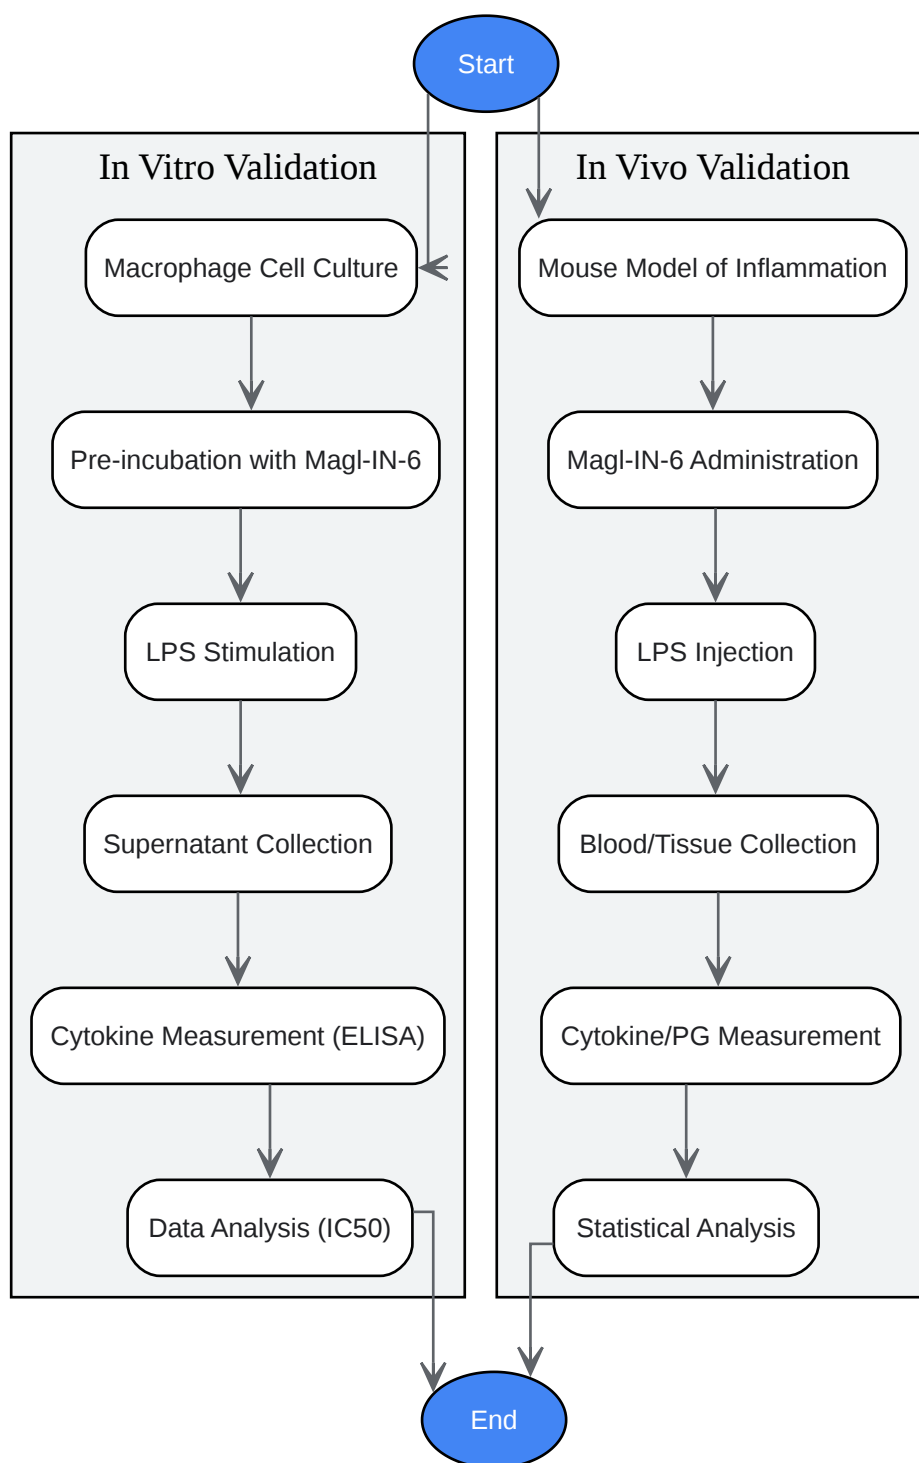 Start
In Vitro Validation
Macrophage Cell Culture
Pre-incubation with Magl-IN-6
LPS Stimulation
Supernatant Collection
Cytokine Measurement (ELISA)
Data Analysis (IC50)
In Vivo Validation
Mouse Model of Inflammation
Magl-IN-6 Administration
LPS Injection
Blood/Tissue Collection
Cytokine/PG Measurement
Statistical Analysis
End